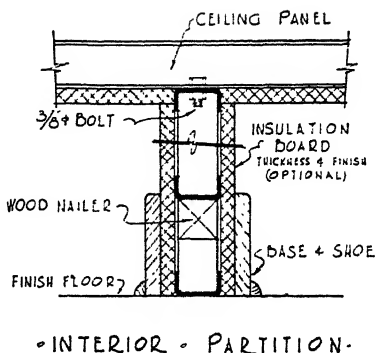 CEILING PANEL
3/8" φ BOLT
INSULATION
BOARD
THICKNESS & FINISH
(OPTIONAL)
WOOD NAILER
BASE & SHOE
FINISH FLOOR
·INTERIOR · PARTITION·